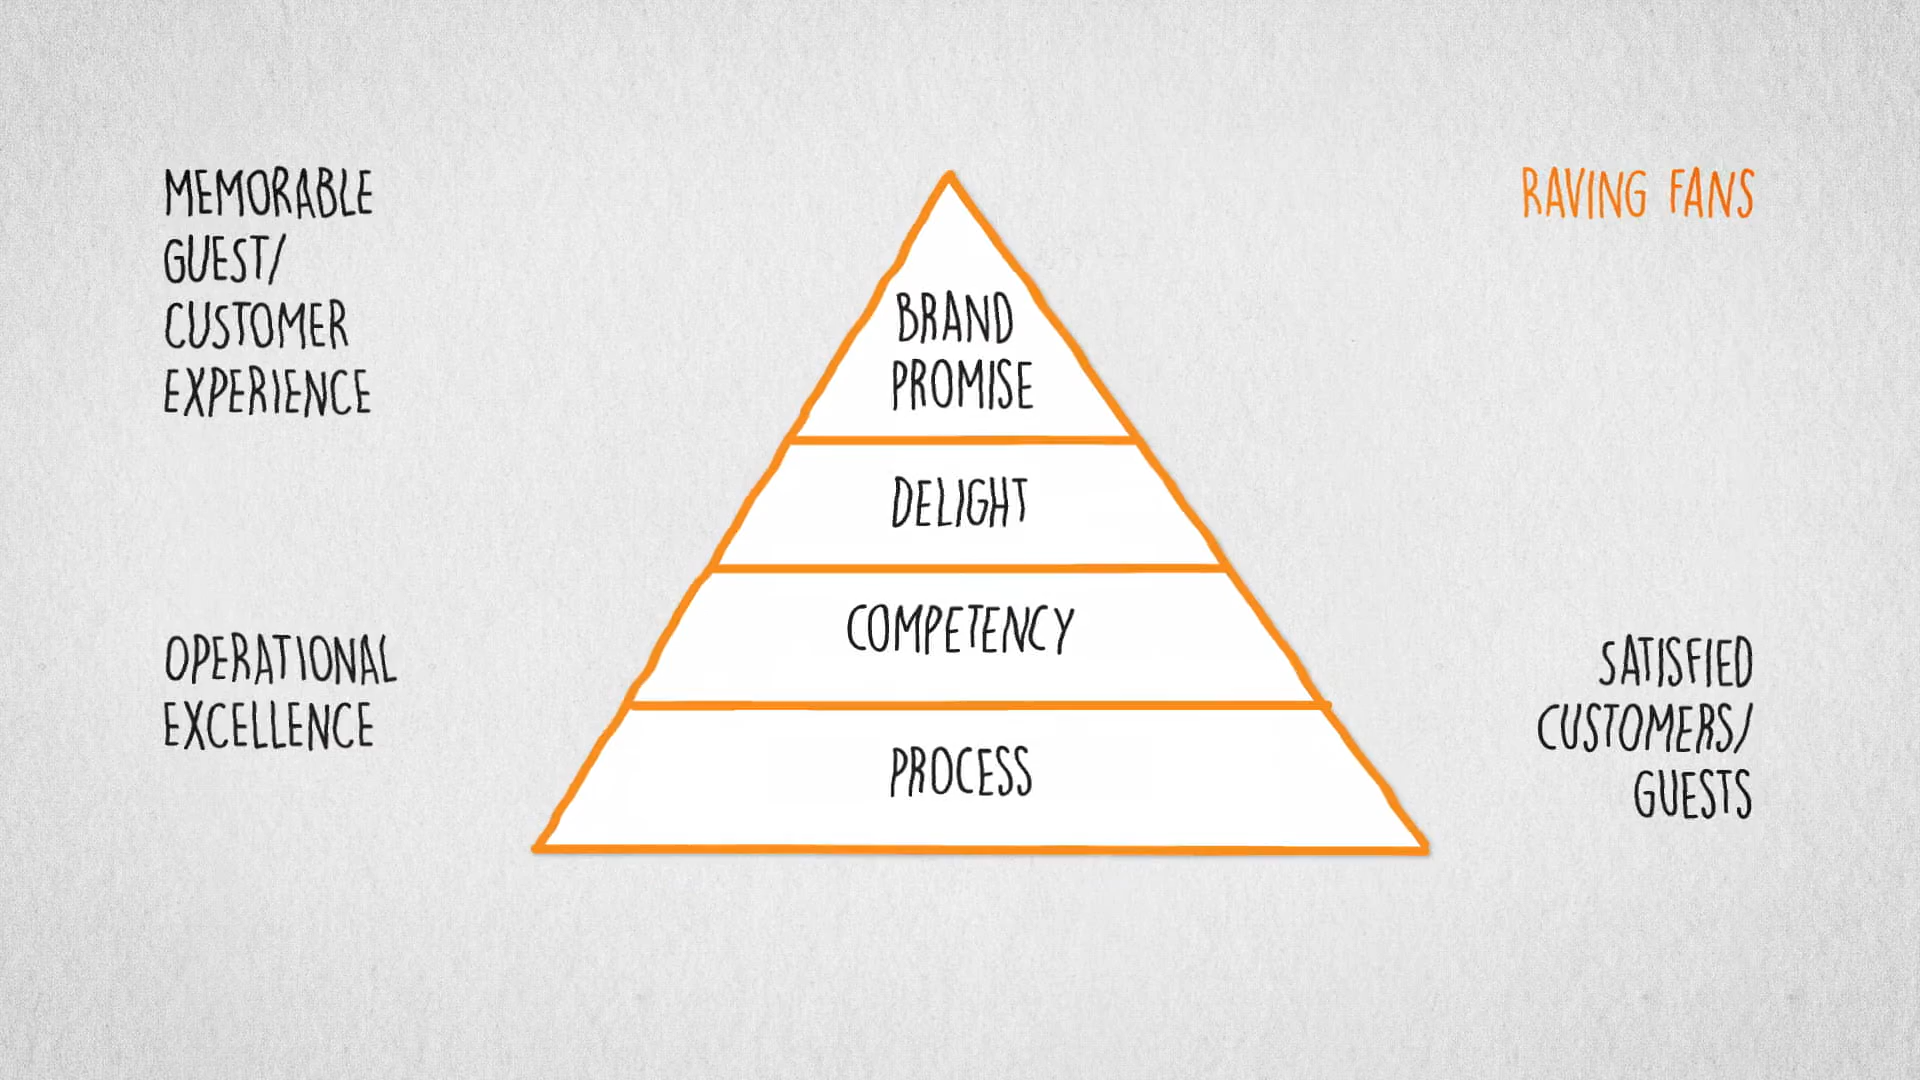 MEMORABLE
GUEST/
CUSTOMER
EXPERIENCE
RAVING FANS
BRAND
PROMISE
DELIGHT
COMPETENCY
PROCESS
OPERATIONAL
EXCELLENCE
SATISFIED
CUSTOMERS/
GUESTS